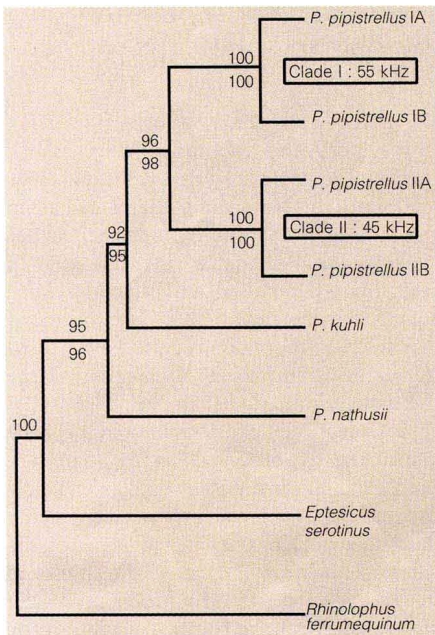 P. pipistrellus IA
100
100
Clade I : 55 kHz
96
98
P. pipistrellus IB
P. pipistrellus IIA
100
100
Clade II : 45 kHz
92
95
P. pipistrellus IIB
95
96
P. kuhli
P. nathusii
100
Eptesicus
serotinus
Rhinolophus
ferrumequinum